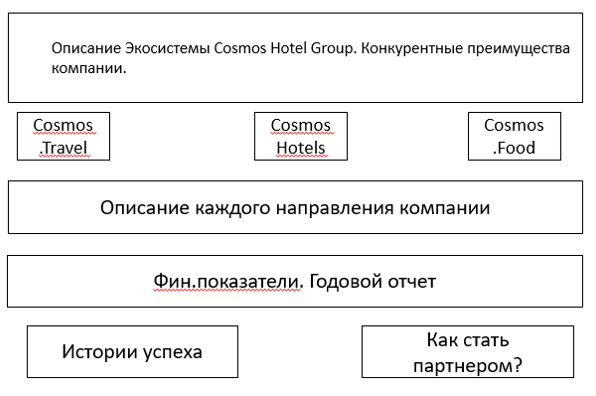 Описание Экосистемы Cosmos Hotel Group. Конкурентные преимущества
компании.
Cosmos
.Travel
Cosmos
Hotels
Cosmos
.Food
Описание каждого направления компании
Фин.показатели. Годовой отчет
Истории успеха
Как стать
партнером?